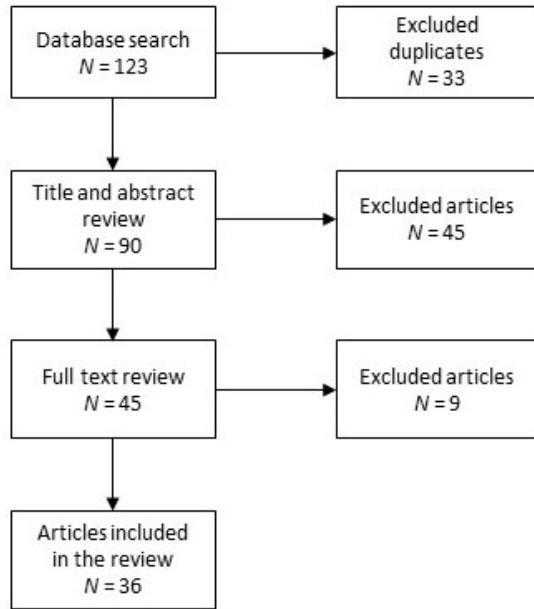 Database search
N = 123
Excluded
duplicates
N = 33
Title and abstract
review
N = 90
Excluded articles
N = 45
Full text review
N = 45
Excluded articles
N = 9
Articles included
in the review
N = 36